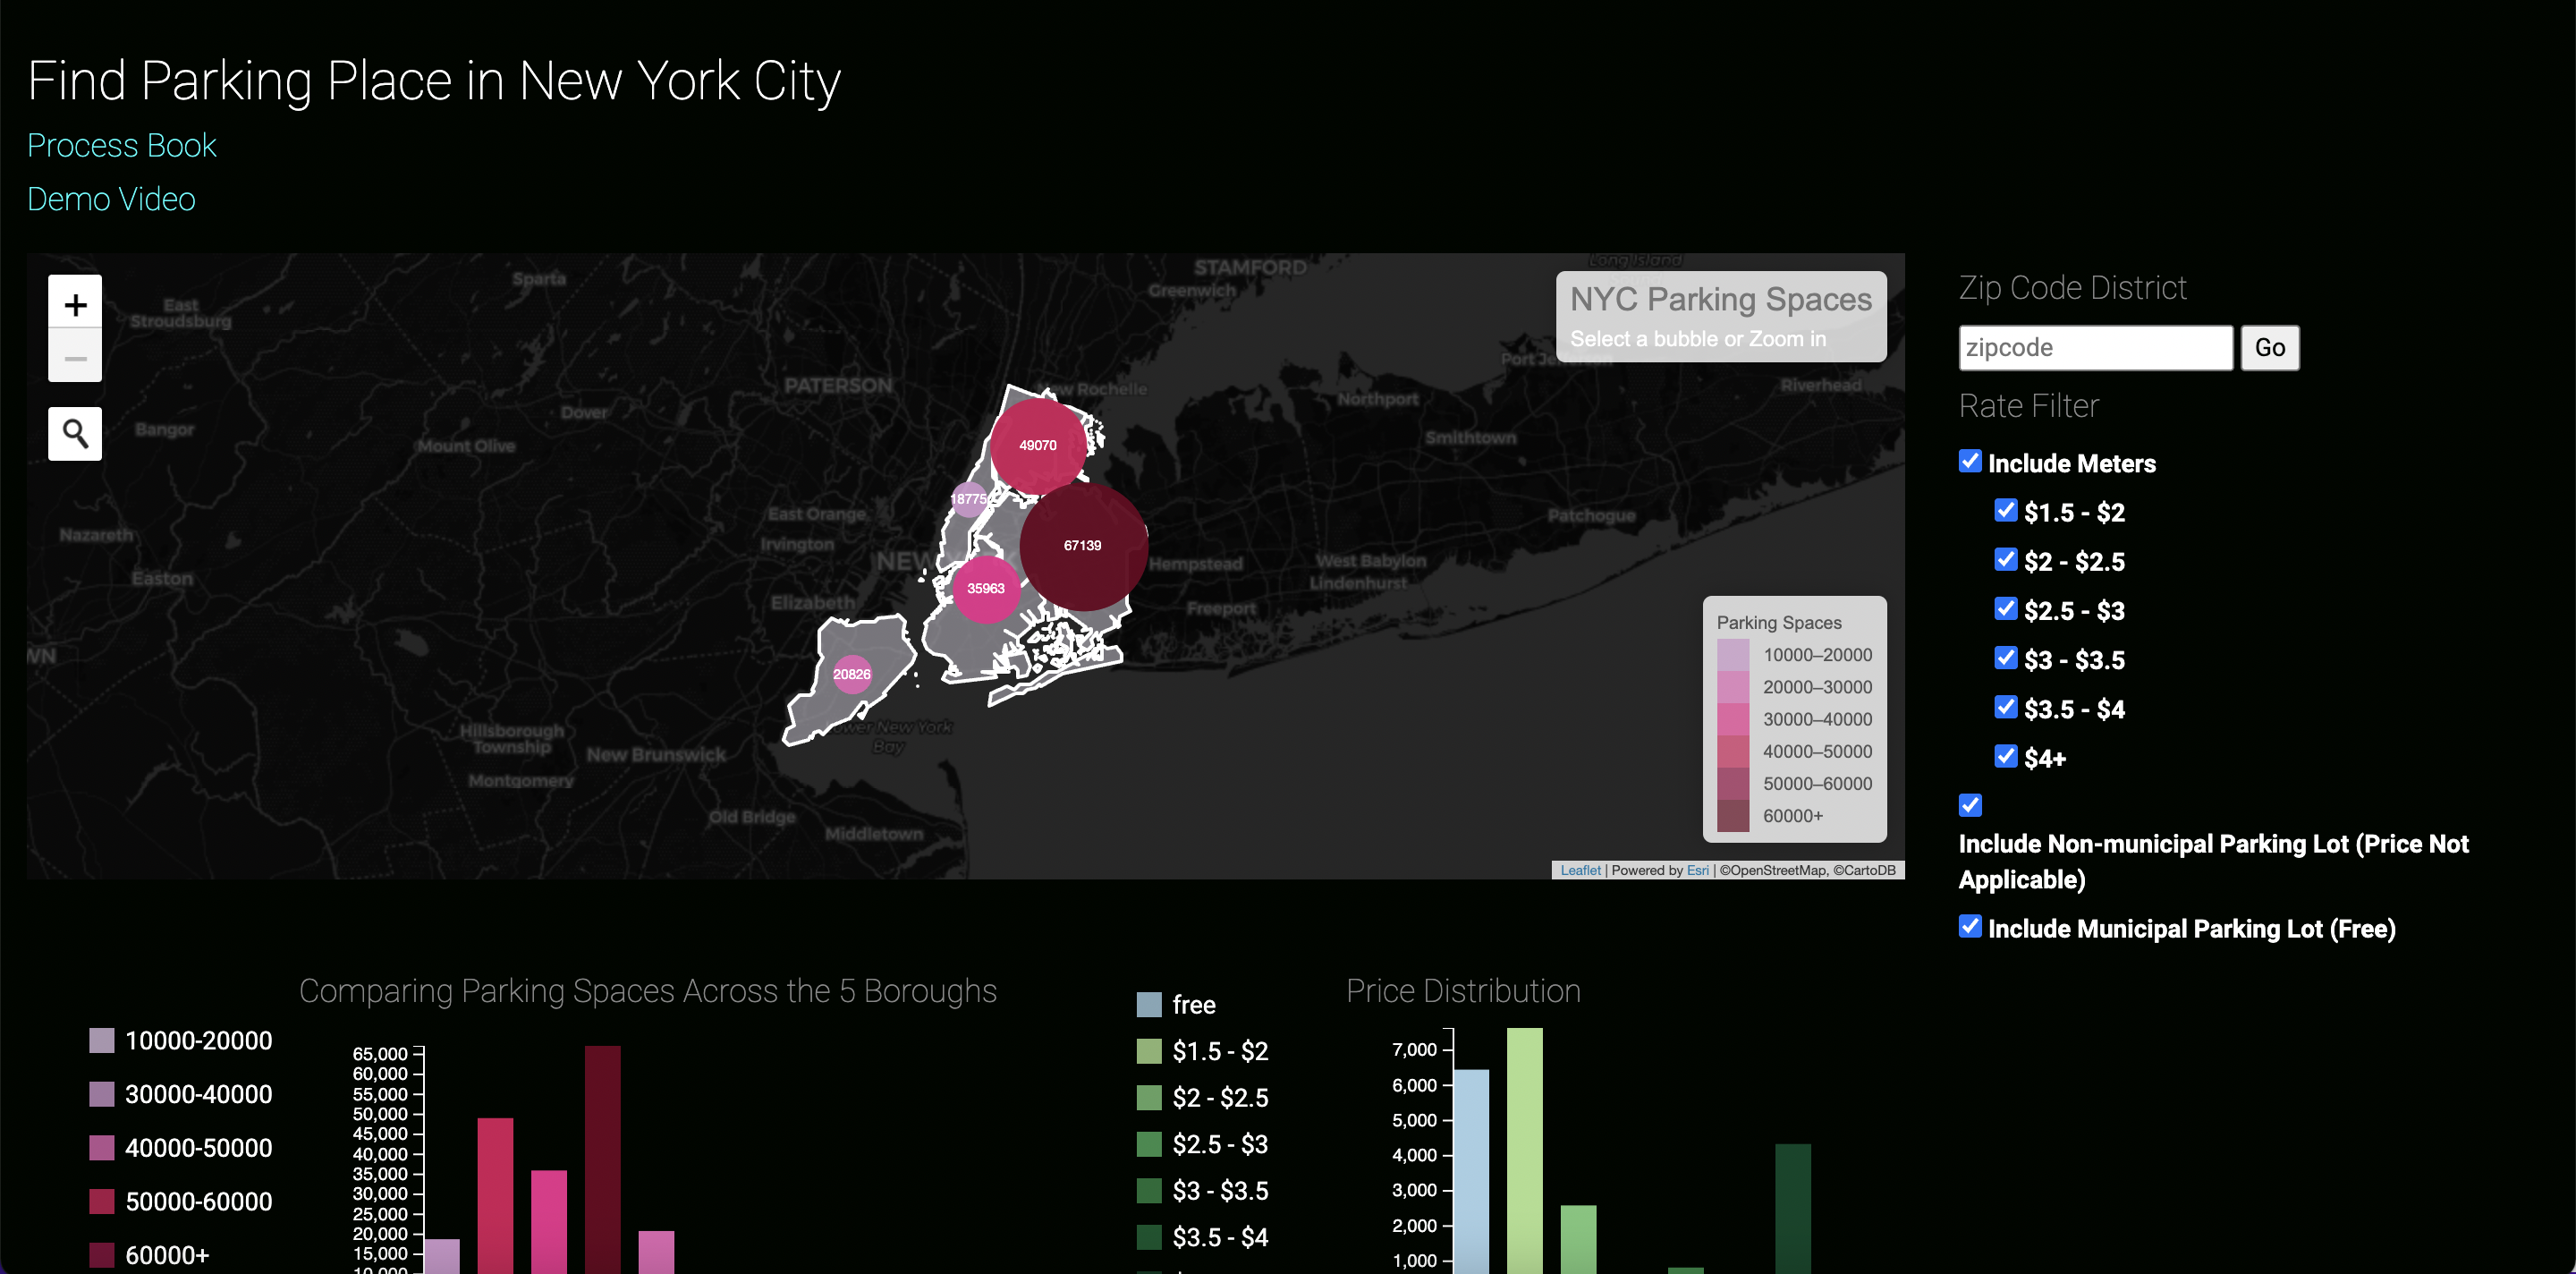 Find Parking Place in New York City
Process Book
Demo Video
+
−
Sparta
East
Stroudsburg
Bangor
Dover
Mount Olive
PATERSON
STAMFORD
Greenwich
Long Island
New Rochelle
Northport
Port Jefferson
Riverhead
Smithtown
Nazareth
Easton
East Orange
Irvington
NEW
Elizabeth
Hempstead
West Babylon
Lindenhurst
Patchogue
Freeport
WN
Hillsborough
Township
New Brunswick
Montgomery
Old Bridge
Middletown
Lower New York
Bay
49070
18775
67139
35963
20826
NYC Parking Spaces
Select a bubble or Zoom in
Parking Spaces
10000–20000
20000–30000
30000–40000
40000–50000
50000–60000
60000+
Leaflet | Powered by Esri | ©OpenStreetMap, ©CartoDB
Zip Code District
zipcode
Go
Rate Filter
Include Meters
$1.5 - $2
$2 - $2.5
$2.5 - $3
$3 - $3.5
$3.5 - $4
$4+
Include Non-municipal Parking Lot (Price Not
Applicable)
Include Municipal Parking Lot (Free)
Comparing Parking Spaces Across the 5 Boroughs
10000-20000
30000-40000
40000-50000
50000-60000
60000+
65,000
60,000
55,000
50,000
45,000
40,000
35,000
30,000
25,000
20,000
15,000
10,000
free
$1.5 - $2
$2 - $2.5
$2.5 - $3
$3 - $3.5
$3.5 - $4
Price Distribution
7,000
6,000
5,000
4,000
3,000
2,000
1,000